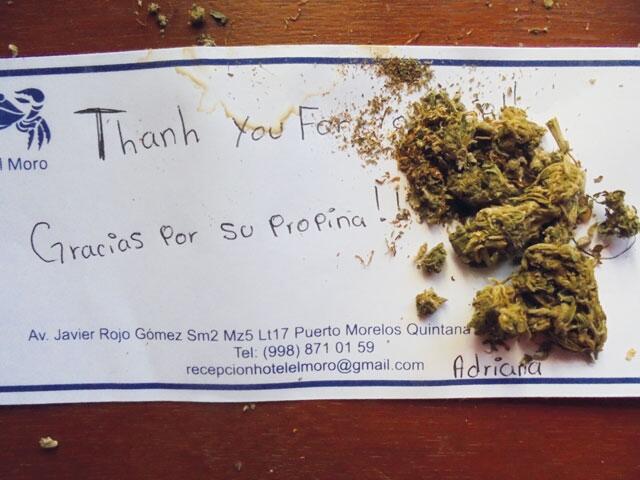 l Moro
Thanh You For
Gracias Por su Propina!!
Av. Javier Rojo Gómez Sm2 Mz5 Lt17 Puerto Morelos Quintana
Tel: (998) 871 01 59
recepcionhotelelmoro@gmail.com
Adriana